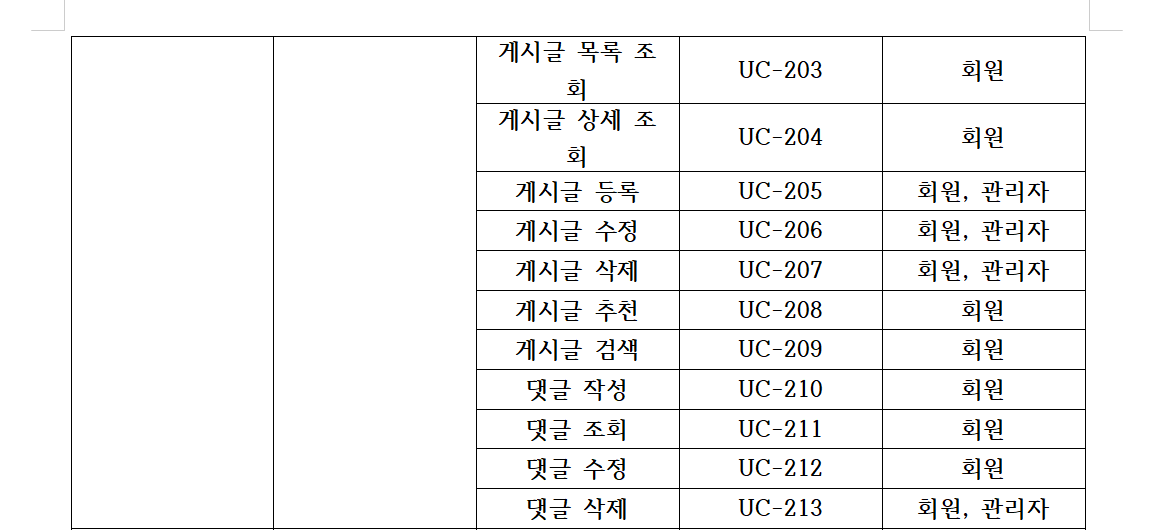 게시글 목록 조
회
UC-203
회원
게시글 상세 조
회
UC-204
회원
게시글 등록
UC-205
회원, 관리자
게시글 수정
UC-206
회원, 관리자
게시글 삭제
UC-207
회원, 관리자
게시글 추천
UC-208
회원
게시글 검색
UC-209
회원
댓글 작성
UC-210
회원
댓글 조회
UC-211
회원
댓글 수정
UC-212
회원
댓글 삭제
UC-213
회원, 관리자